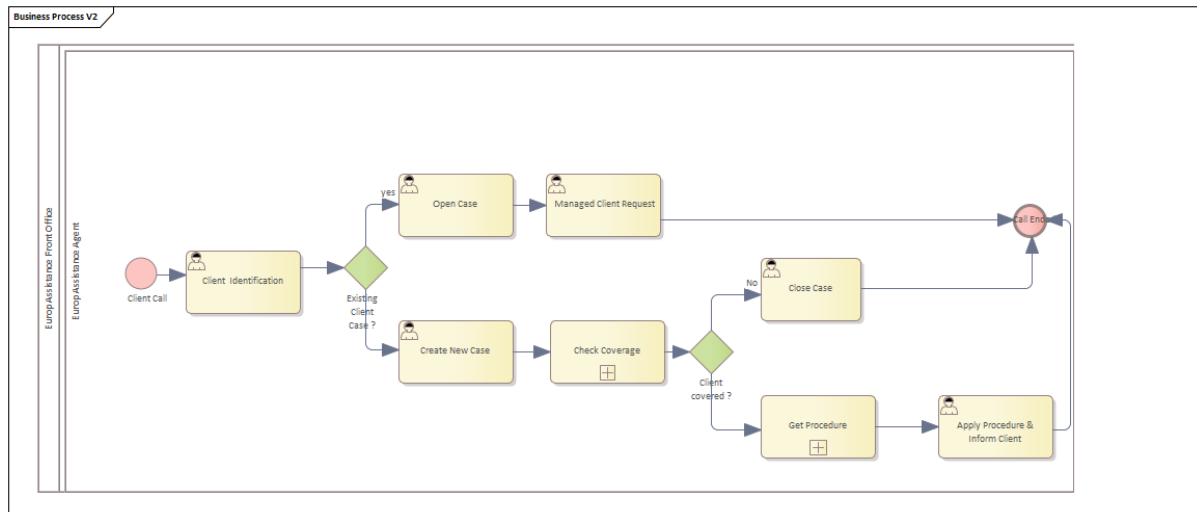 Business Process V2
Europ Assistance Front Office
Europ Assistance Agent
Client Call
Client  Identification
Existing
Client
Case ?
yes
Open Case
Managed Client Request
Call End
Create New Case
Check Coverage
Client
covered ?
No
Close Case
Get Procedure
Apply Procedure &
Inform Client